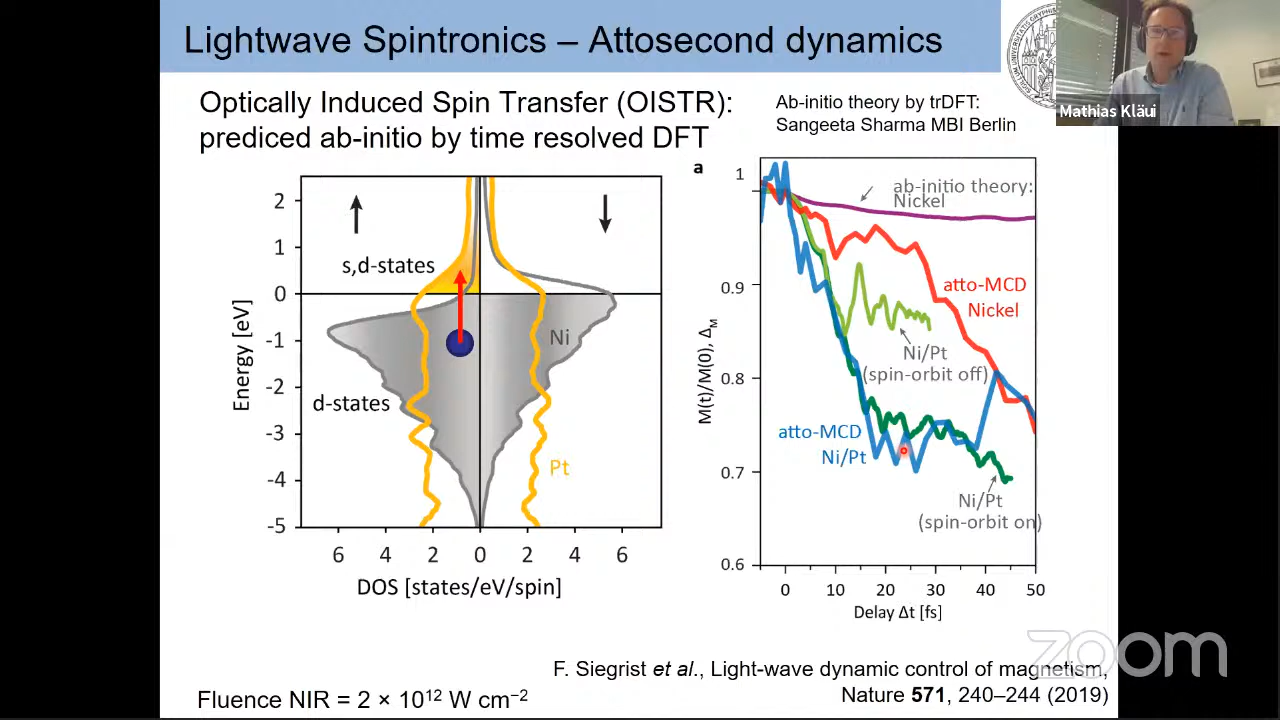 Lightwave Spintronics – Attosecond dynamics
Mathias Kläui
Optically Induced Spin Transfer (OISTR):
prediced ab-initio by time resolved DFT
Ab-initio theory by trDFT:
Sangeeta Sharma MBI Berlin
2
1
0
-1
-2
-3
-4
-5
Energy [eV]
s,d-states
d-states
Ni
Pt
6 4 2 0 2 4 6
DOS [states/eV/spin]
a
1
0.9
0.8
0.7
0.6
M(t)/M(0), Δ_M
ab-initio theory:
Nickel
atto-MCD
Nickel
Ni/Pt
(spin-orbit off)
atto-MCD
Ni/Pt
Ni/Pt
(spin-orbit on)
0 10 20 30 40 50
Delay Δt [fs]
zoom
F. Siegrist et al., Light-wave dynamic control of magnetism,
Nature 571, 240–244 (2019)
Fluence NIR = 2 × 10¹² W cm⁻²